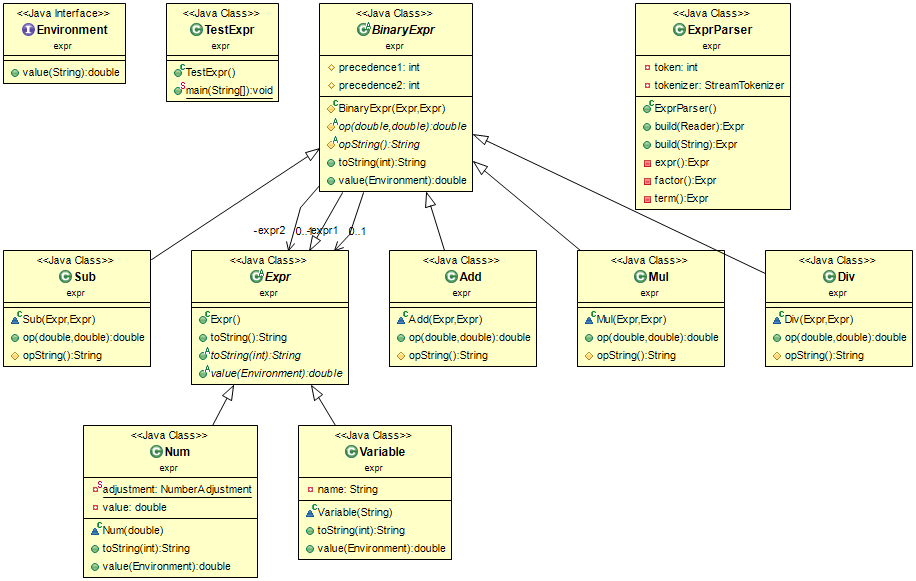 <<Java Interface>>
Environment
expr
value(String):double
<<Java Class>>
TestExpr
expr
TestExpr()
main(String[]):void
<<Java Class>>
BinaryExpr
expr
precedence1: int
precedence2: int
BinaryExpr(Expr,Expr)
op(double,double):double
opString():String
toString(int):String
value(Environment):double
<<Java Class>>
ExprParser
expr
token: int
tokenizer: StreamTokenizer
ExprParser()
build(Reader):Expr
build(String):Expr
expr():Expr
factor():Expr
term():Expr
-expr2 0..1
-expr1 0..1
<<Java Class>>
Sub
expr
Sub(Expr,Expr)
op(double,double):double
opString():String
<<Java Class>>
Expr
expr
Expr()
toString():String
toString(int):String
value(Environment):double
<<Java Class>>
Add
expr
Add(Expr,Expr)
op(double,double):double
opString():String
<<Java Class>>
Mul
expr
Mul(Expr,Expr)
op(double,double):double
opString():String
<<Java Class>>
Div
expr
Div(Expr,Expr)
op(double,double):double
opString():String
<<Java Class>>
Num
expr
adjustment: NumberAdjustment
value: double
Num(double)
toString(int):String
value(Environment):double
<<Java Class>>
Variable
expr
name: String
Variable(String)
toString(int):String
value(Environment):double